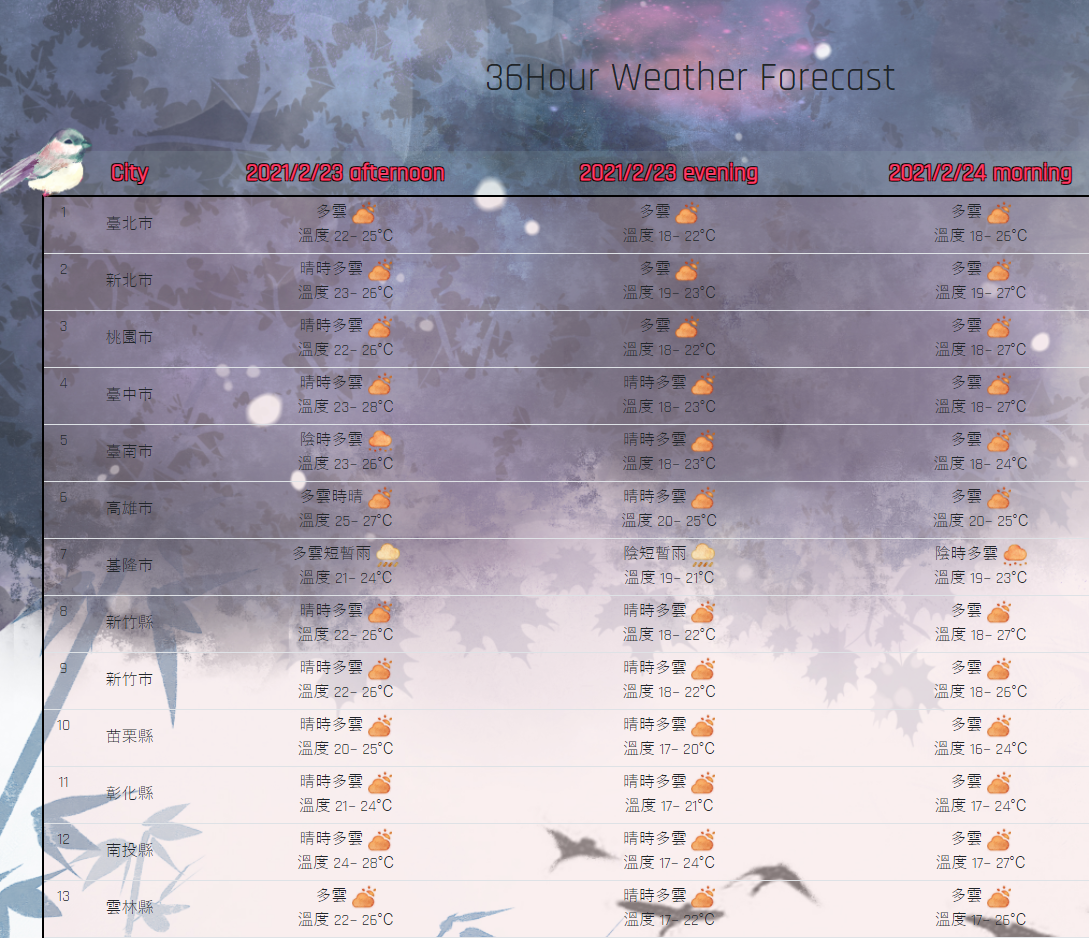 36Hour Weather Forecast
City 2021/2/23 afternoon 2021/2/23 evening 2021/2/24 morning
1 臺北市 多雲 多雲 多雲
溫度 22- 25°C 溫度 18- 22°C 溫度 18- 26°C
2 新北市 晴時多雲 多雲 多雲
溫度 23- 26°C 溫度 19- 23°C 溫度 19- 27°C
3 桃園市 晴時多雲 多雲 多雲
溫度 22- 26°C 溫度 18- 22°C 溫度 18- 27°C
4 臺中市 晴時多雲 晴時多雲 多雲
溫度 23- 28°C 溫度 18- 23°C 溫度 18- 27°C
5 臺南市 陰時多雲 晴時多雲 多雲
溫度 23- 26°C 溫度 18- 23°C 溫度 18- 24°C
6 高雄市 多雲時晴 晴時多雲 多雲
溫度 25- 27°C 溫度 20- 25°C 溫度 20- 25°C
7 基隆市 多雲短暫雨 陰短暫雨 陰時多雲
溫度 21- 24°C 溫度 19- 21°C 溫度 19- 23°C
8 新竹縣 晴時多雲 晴時多雲 多雲
溫度 22- 26°C 溫度 18- 22°C 溫度 18- 27°C
9 新竹市 晴時多雲 晴時多雲 多雲
溫度 22- 26°C 溫度 18- 22°C 溫度 18- 26°C
10 苗栗縣 晴時多雲 晴時多雲 多雲
溫度 20- 25°C 溫度 17- 20°C 溫度 16- 24°C
11 彰化縣 晴時多雲 晴時多雲 多雲
溫度 21- 24°C 溫度 17- 21°C 溫度 17- 24°C
12 南投縣 晴時多雲 晴時多雲 多雲
溫度 24- 28°C 溫度 17- 24°C 溫度 17- 27°C
13 雲林縣 多雲 晴時多雲 多雲
溫度 22- 26°C 溫度 17- 22°C 溫度 17- 26°C